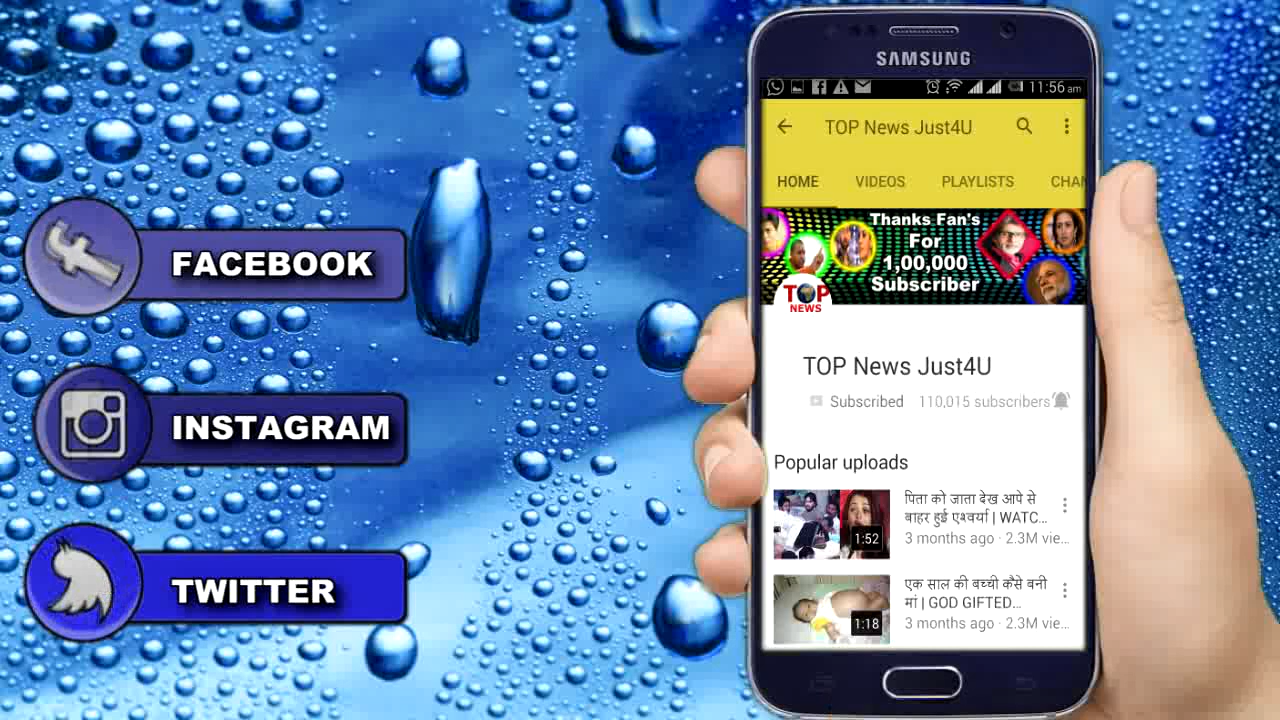 FACEBOOK
INSTAGRAM
TWITTER
SAMSUNG
11:56 am
TOP News Just4U
HOME VIDEOS PLAYLISTS CHAN
Thanks Fan's
For
1,00,000
Subscriber
TOP
NEWS
TOP News Just4U
Subscribed 110,015 subscribers
Popular uploads
पिता को जाता देख आपे से
बाहर हुई एश्वर्या | WATC...
1:52
3 months ago · 2.3M vie...
एक साल की बच्ची कैसे बनी
मां | GOD GIFTED...
1:18
3 months ago · 2.3M vie...